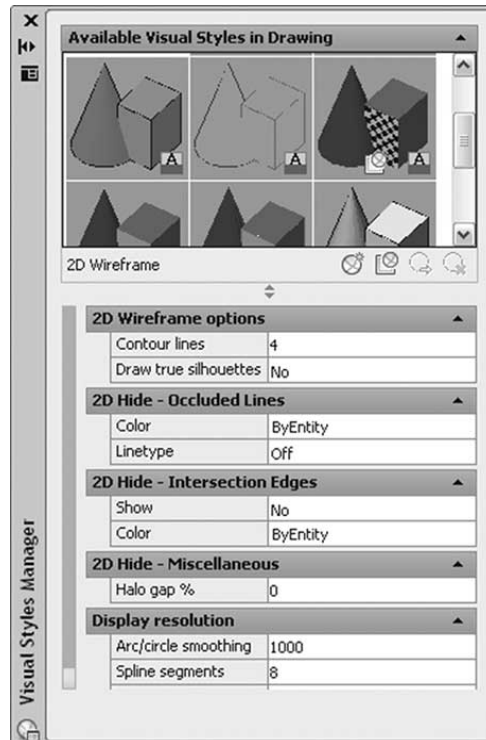 Available Visual Styles in Drawing
A A A
2D Wireframe
2D Wireframe options
Contour lines 4
Draw true silhouettes No
2D Hide - Occluded Lines
Color ByEntity
Linetype Off
2D Hide - Intersection Edges
Show No
Color ByEntity
2D Hide - Miscellaneous
Halo gap % 0
Display resolution
Arc/circle smoothing 1000
Spline segments 8
Visual Styles Manager